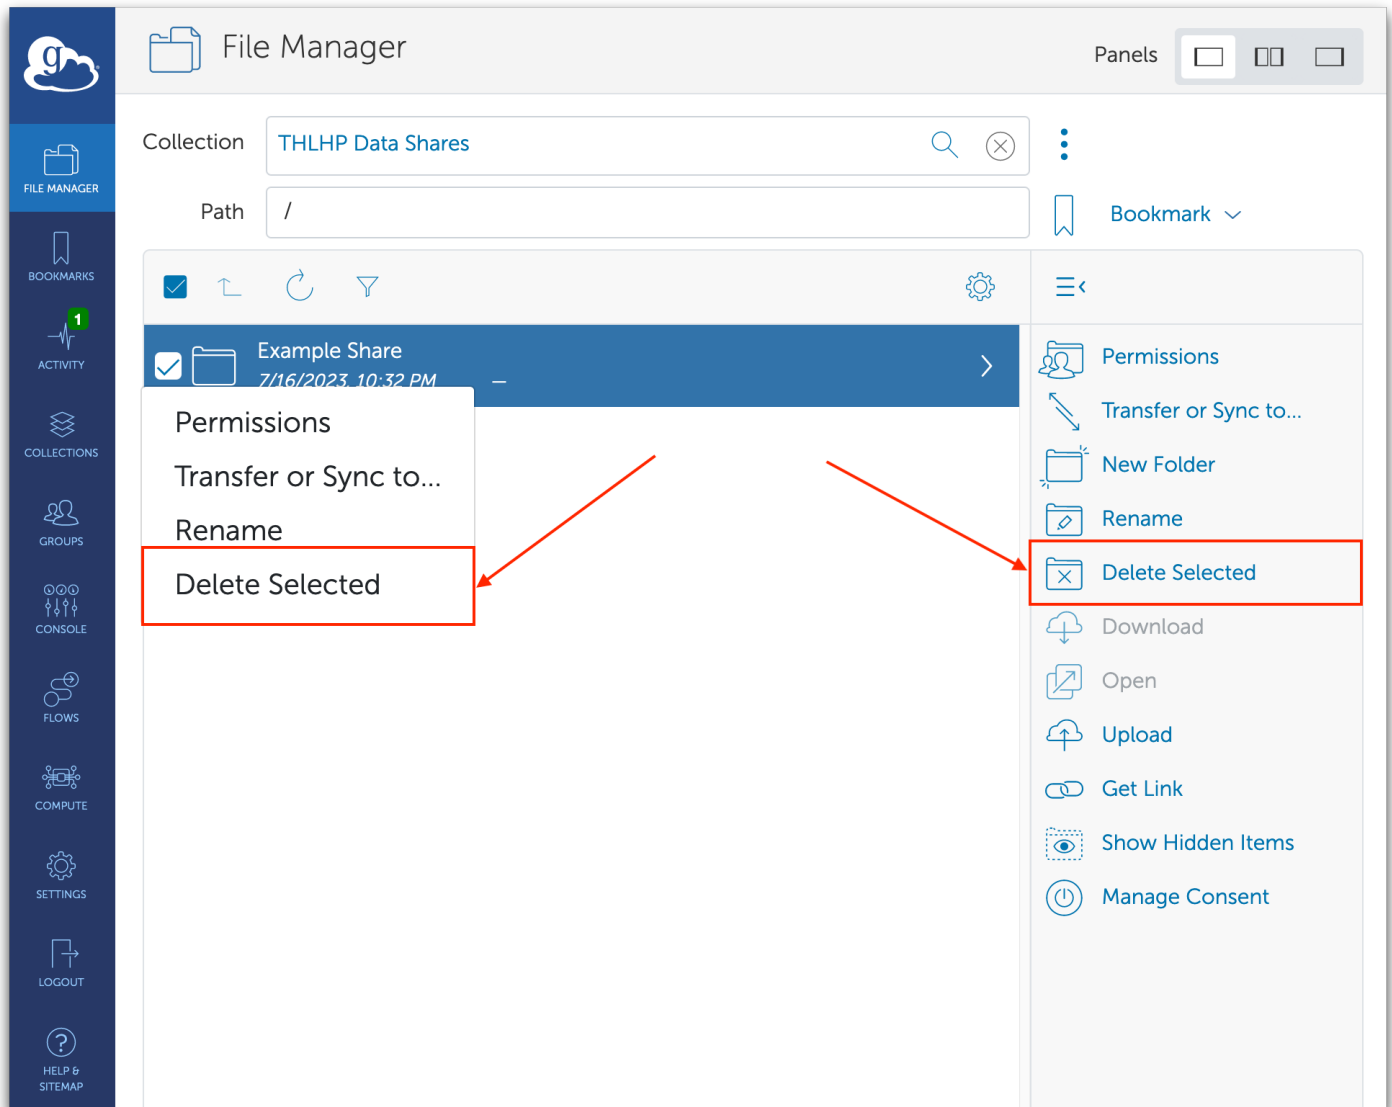 g
File Manager
Panels
Collection
THLHP Data Shares
Path
/
Bookmark
FILE MANAGER
BOOKMARKS
1
ACTIVITY
COLLECTIONS
GROUPS
CONSOLE
FLOWS
COMPUTE
SETTINGS
LOGOUT
HELP &
SITEMAP
Example Share
7/16/2023, 10:32 PM —
Permissions
Transfer or Sync to...
Rename
Delete Selected
Permissions
Transfer or Sync to...
New Folder
Rename
Delete Selected
Download
Open
Upload
Get Link
Show Hidden Items
Manage Consent